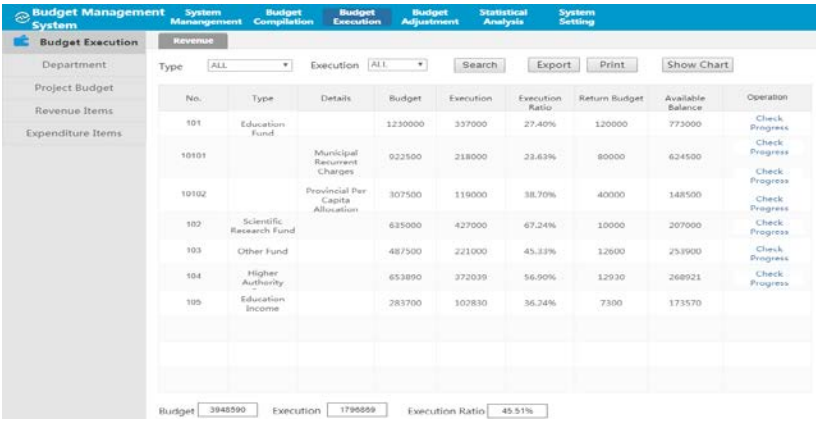 Budget Management System
System Manangement
Budget Compilation
Budget Execution
Budget Adjustment
Statistical Analysis
System Setting
Budget Execution
Department
Project Budget
Revenue Items
Expenditure Items
Revenue
Type ALL Execution ALL Search Export Print Show Chart
No. Type Details Budget Execution Execution Ratio Return Budget Available Balance Operation
101 Education Fund 1230000 337000 27.40% 120000 773000 Check Progress
10101 Municipal Recurrent Charges 922500 218000 23.63% 80000 624500 Check Progress
Check Progress
10102 Provincial Per Capita Allocation 307500 119000 38.70% 40000 148500 Check Progress
102 Scientific Research Fund 635000 427000 67.24% 10000 207000 Check Progress
103 Other Fund 487500 221000 45.33% 12600 253900 Check Progress
104 Higher Authority 653890 372039 56.90% 12930 268921 Check Progress
105 Education Income 283700 102830 36.24% 7300 173570
Budget 3948590 Execution 1796869 Execution Ratio 45.51%